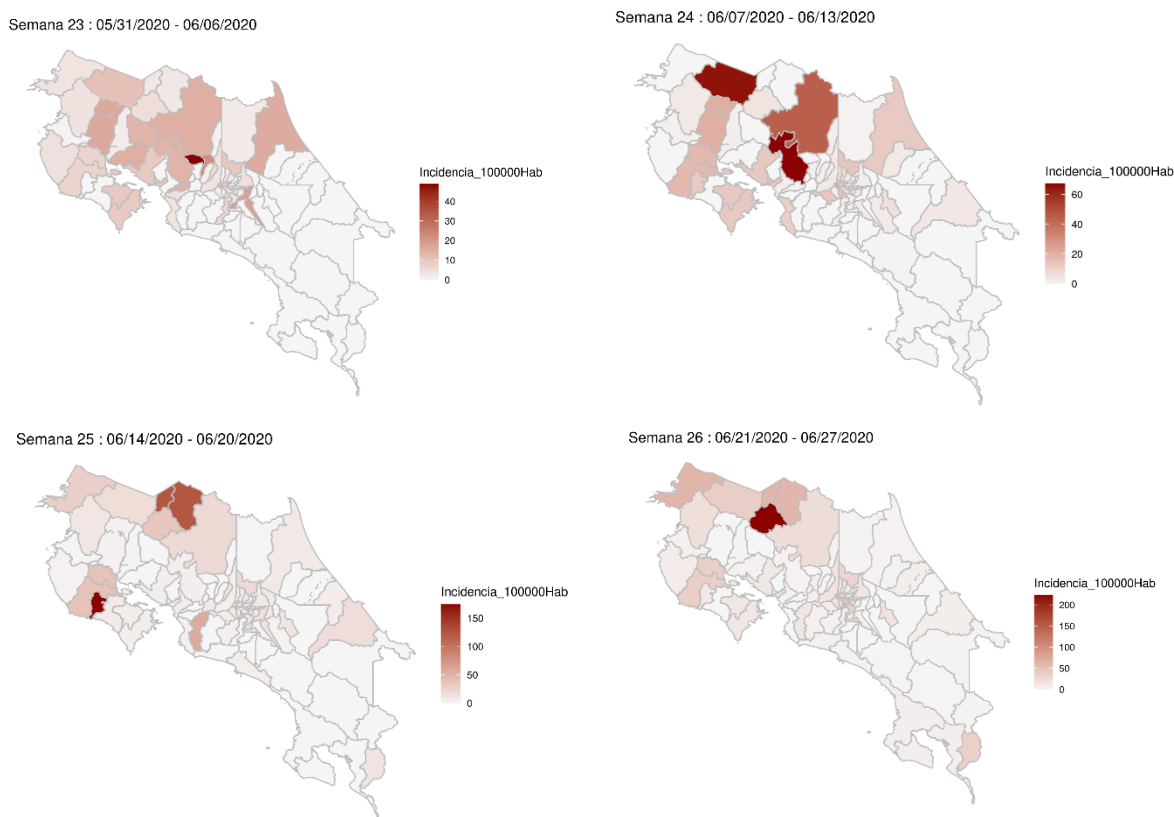 Semana 23 : 05/31/2020 - 06/06/2020
Incidencia_100000Hab
40
30
20
10
0
Semana 24 : 06/07/2020 - 06/13/2020
Incidencia_100000Hab
60
40
20
0
Semana 25 : 06/14/2020 - 06/20/2020
Incidencia_100000Hab
150
100
50
0
Semana 26 : 06/21/2020 - 06/27/2020
Incidencia_100000Hab
200
150
100
50
0